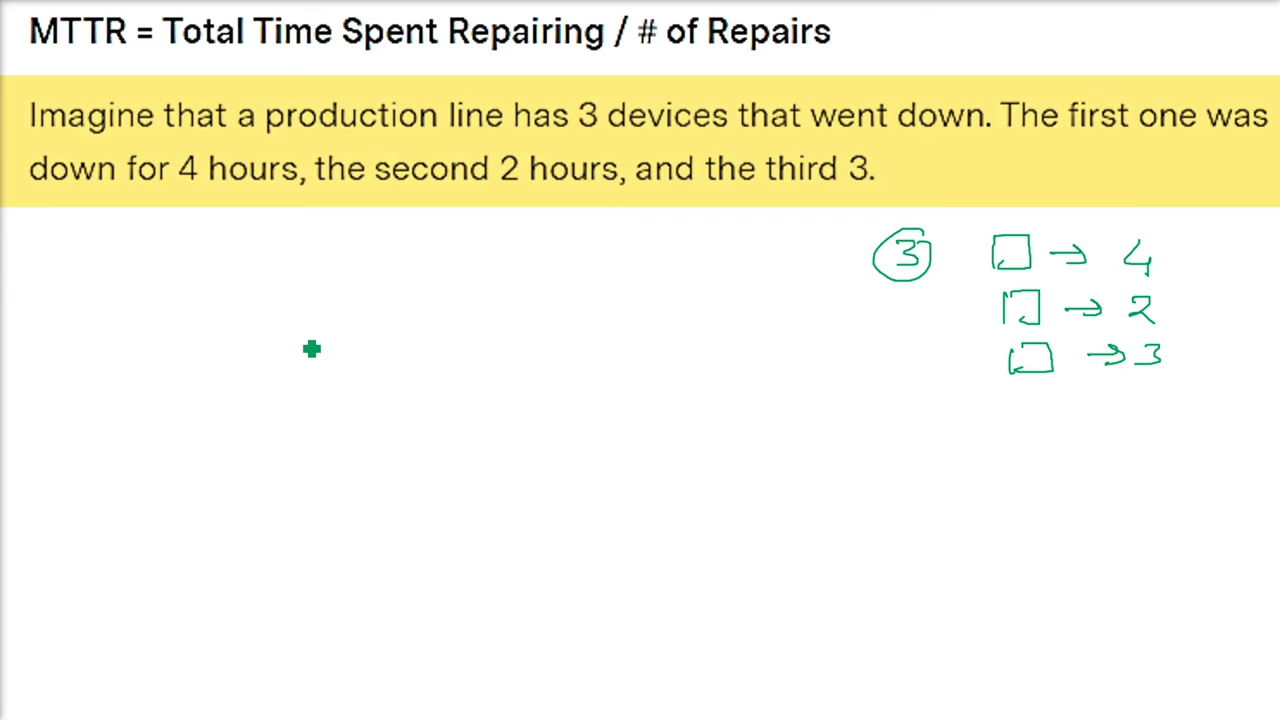 MTTR = Total Time Spent Repairing / # of Repairs
Imagine that a production line has 3 devices that went down. The first one was
down for 4 hours, the second 2 hours, and the third 3.
3 □ → 4
□ → 2
□ → 3